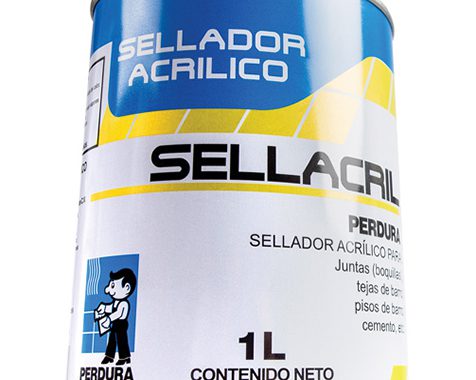 SELLADOR
ACRILICO
SELLACRIL
PERDURA
SELLADOR ACRÍLICO PARA
Juntas (boquillas
tejas de barro
pisos de barro
cemento, etc
1L
CONTENIDO NETO
PERDURA